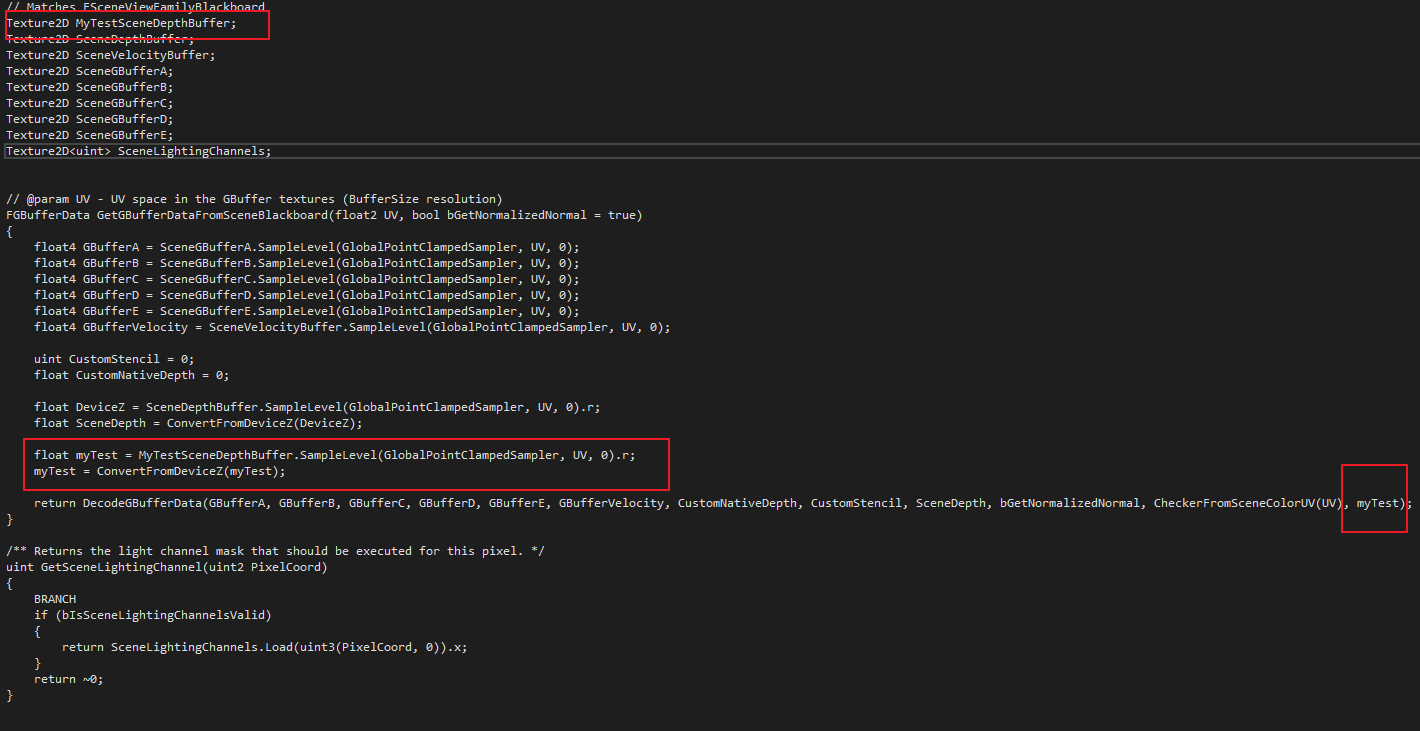 // Matches FSceneViewFamilyBlackboard
Texture2D MyTestSceneDepthBuffer;
Texture2D SceneDepthBuffer;
Texture2D SceneVelocityBuffer;
Texture2D SceneGBufferA;
Texture2D SceneGBufferB;
Texture2D SceneGBufferC;
Texture2D SceneGBufferD;
Texture2D SceneGBufferE;
Texture2D<uint> SceneLightingChannels;
// @param UV - UV space in the GBuffer textures (BufferSize resolution)
FGBufferData GetGBufferDataFromSceneBlackboard(float2 UV, bool bGetNormalizedNormal = true)
{
float4 GBufferA = SceneGBufferA.SampleLevel(GlobalPointClampedSampler, UV, 0);
float4 GBufferB = SceneGBufferB.SampleLevel(GlobalPointClampedSampler, UV, 0);
float4 GBufferC = SceneGBufferC.SampleLevel(GlobalPointClampedSampler, UV, 0);
float4 GBufferD = SceneGBufferD.SampleLevel(GlobalPointClampedSampler, UV, 0);
float4 GBufferE = SceneGBufferE.SampleLevel(GlobalPointClampedSampler, UV, 0);
float4 GBufferVelocity = SceneVelocityBuffer.SampleLevel(GlobalPointClampedSampler, UV, 0);
uint CustomStencil = 0;
float CustomNativeDepth = 0;
float DeviceZ = SceneDepthBuffer.SampleLevel(GlobalPointClampedSampler, UV, 0).r;
float SceneDepth = ConvertFromDeviceZ(DeviceZ);
float myTest = MyTestSceneDepthBuffer.SampleLevel(GlobalPointClampedSampler, UV, 0).r;
myTest = ConvertFromDeviceZ(myTest);
return DecodeGBufferData(GBufferA, GBufferB, GBufferC, GBufferD, GBufferE, GBufferVelocity, CustomNativeDepth, CustomStencil, SceneDepth, bGetNormalizedNormal, CheckerFromSceneColorUV(UV), myTest);
}
/** Returns the light channel mask that should be executed for this pixel. */
uint GetSceneLightingChannel(uint2 PixelCoord)
{
BRANCH
if (bIsSceneLightingChannelsValid)
{
return SceneLightingChannels.Load(uint3(PixelCoord, 0)).x;
}
return ~0;
}